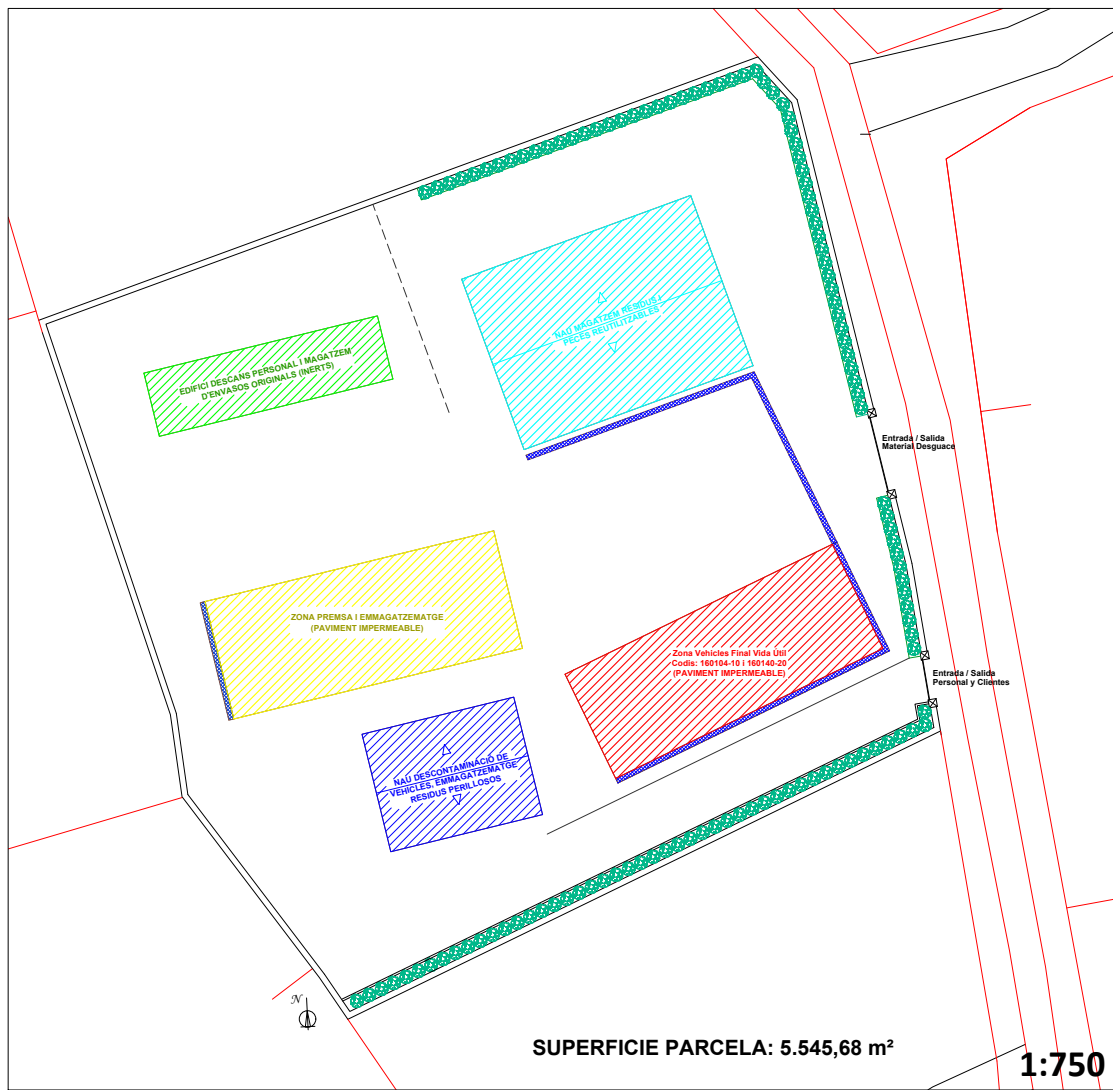 NAU MAGATZEM RESIDUS I
PECES REUTILITZABLES
EDIFICI DESCANS PERSONAL I MAGATZEM
D'ENVASOS ORIGINALS (INERTS)
Entrada / Salida
Material Desguace
ZONA PREMSA I EMMAGATZEMATGE
(PAVIMENT IMPERMEABLE)
Zona Vehicles Final Vida Útil
Codis: 160104-10 i 160140-20
(PAVIMENT IMPERMEABLE)
Entrada / Salida
Personal y Clientes
NAU DESCONTAMINACIÓ DE
VEHICLES, EMMAGATZEMATGE
RESIDUS PERILLOSOS
N
SUPERFICIE PARCELA: 5.545,68 m²
1:750